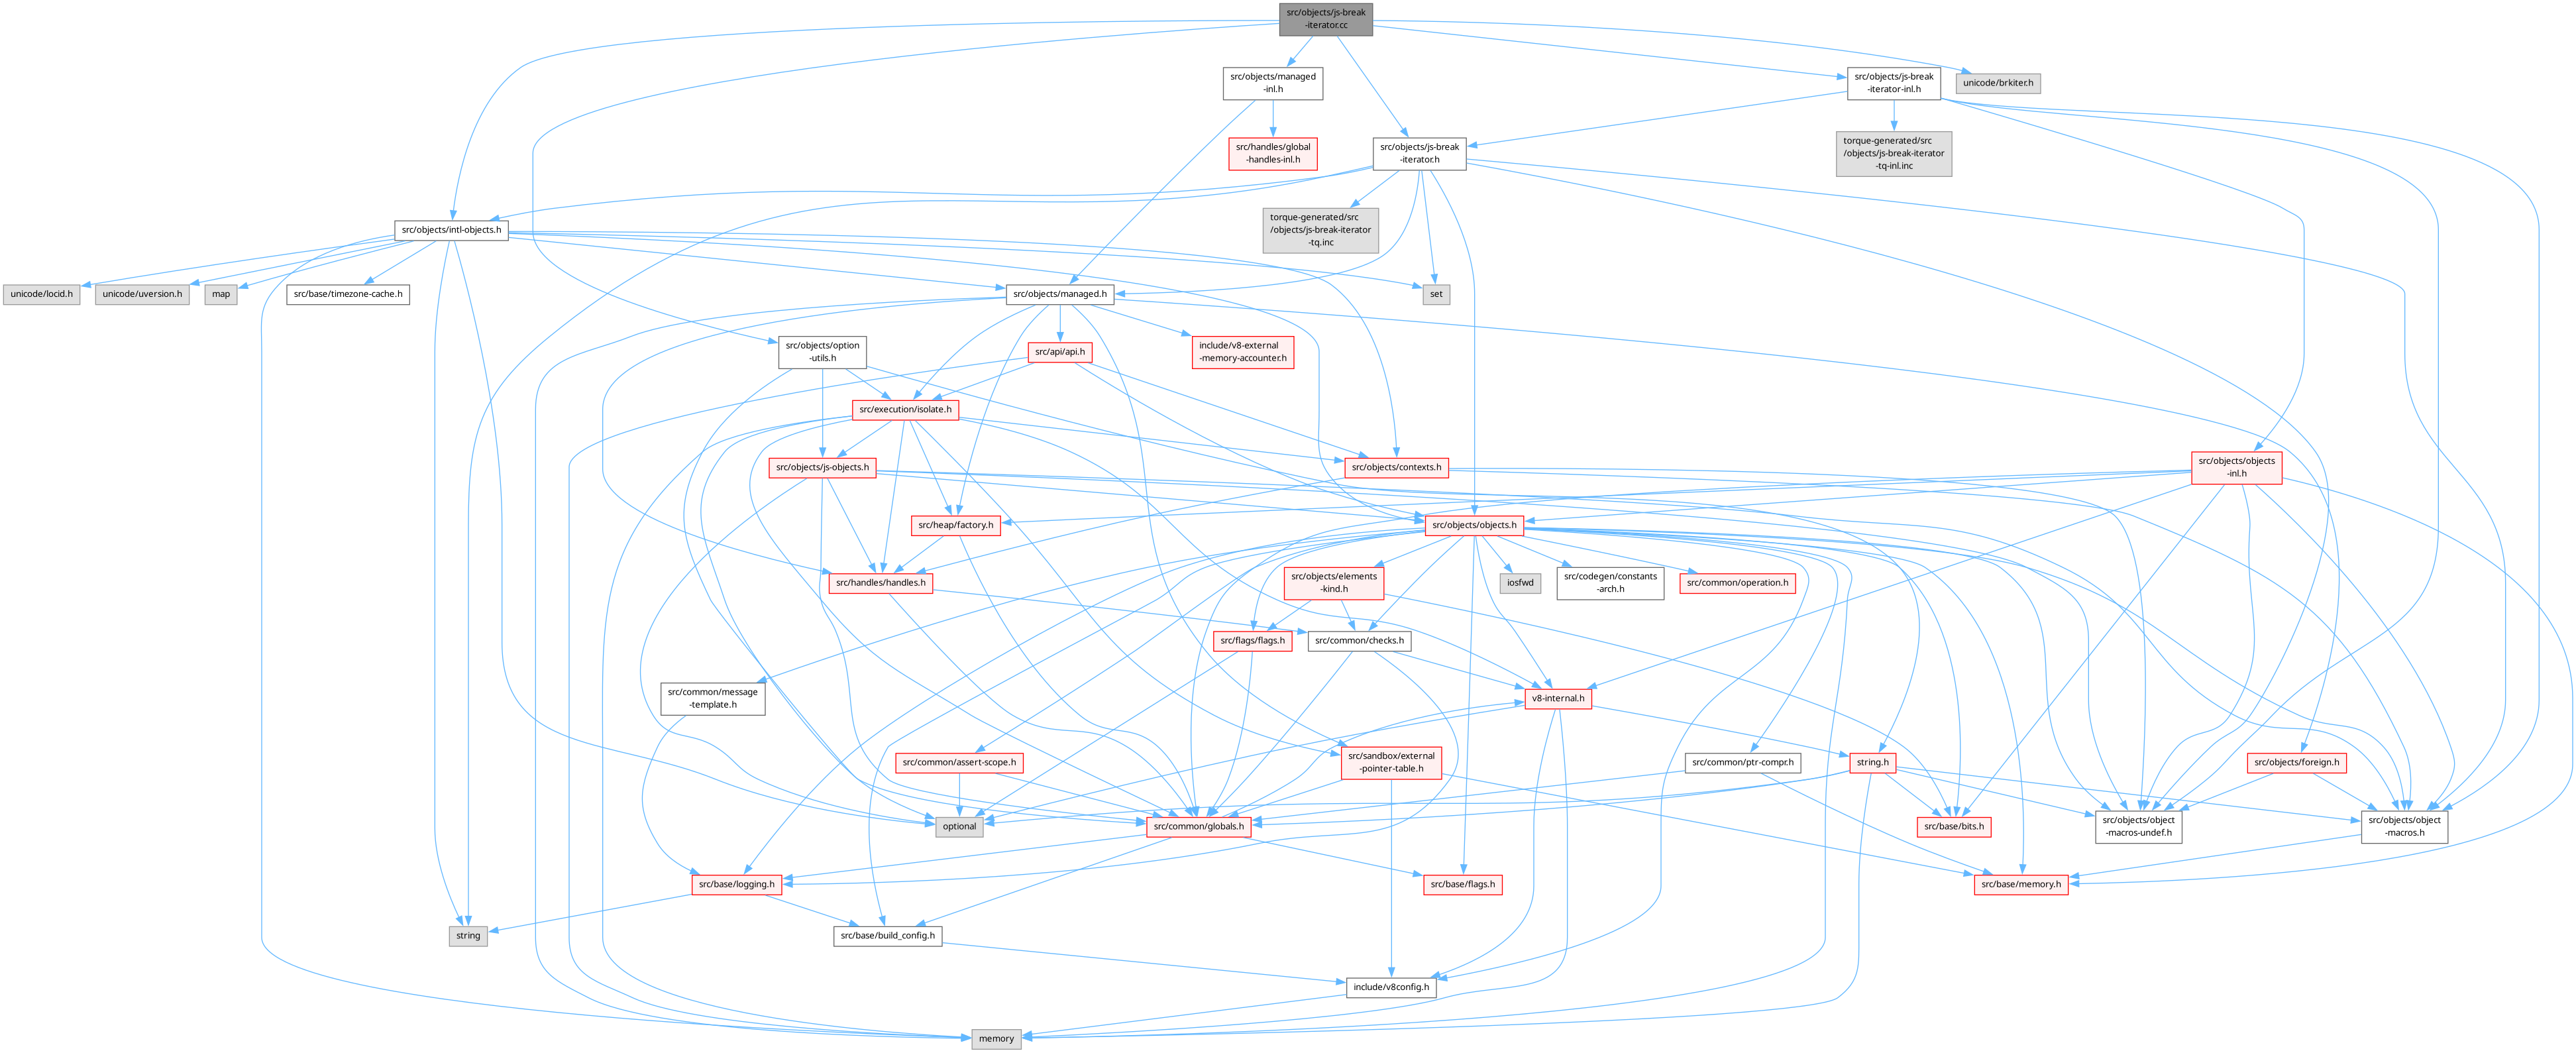 src/objects/js-break
-iterator.cc
src/objects/managed
-inl.h
src/objects/js-break
-iterator-inl.h
unicode/brkiter.h
src/handles/global
-handles-inl.h
src/objects/js-break
-iterator.h
torque-generated/src
/objects/js-break-iterator
-tq-inl.inc
src/objects/intl-objects.h
torque-generated/src
/objects/js-break-iterator
-tq.inc
unicode/locid.h
unicode/uversion.h
map
src/base/timezone-cache.h
src/objects/managed.h
set
src/objects/option
-utils.h
src/api/api.h
include/v8-external
-memory-accounter.h
src/execution/isolate.h
src/objects/js-objects.h
src/objects/contexts.h
src/objects/objects
-inl.h
src/heap/factory.h
src/objects/objects.h
src/handles/handles.h
src/objects/elements
-kind.h
iosfwd
src/codegen/constants
-arch.h
src/common/operation.h
src/flags/flags.h
src/common/checks.h
src/common/message
-template.h
v8-internal.h
src/common/assert-scope.h
src/sandbox/external
-pointer-table.h
src/common/ptr-compr.h
string.h
src/objects/foreign.h
optional
src/common/globals.h
src/base/bits.h
src/objects/object
-macros-undef.h
src/objects/object
-macros.h
src/base/logging.h
src/base/flags.h
src/base/memory.h
string
src/base/build_config.h
include/v8config.h
memory